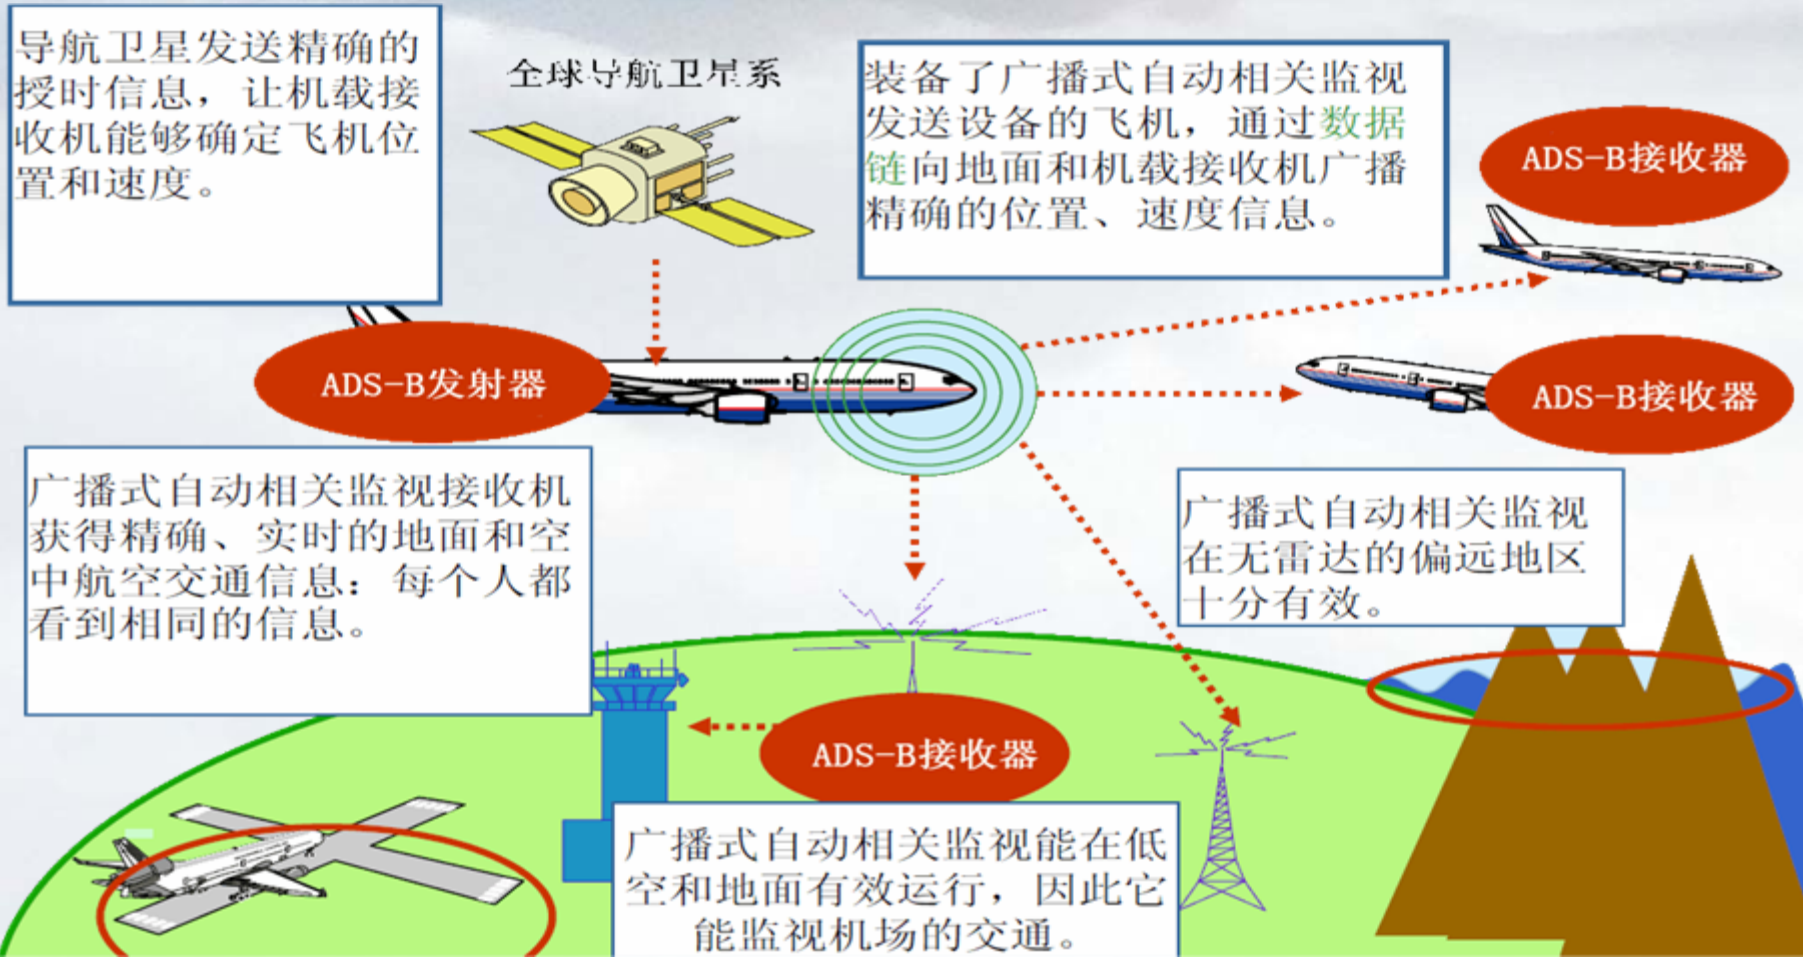 导航卫星发送精确的
授时信息，让机载接
收机能够确定飞机位
置和速度。
全球导航卫星系
装备了广播式自动相关监视
发送设备的飞机，通过数据
链向地面和机载接收机广播
精确的位置、速度信息。
ADS-B接收器
ADS-B发射器
ADS-B接收器
广播式自动相关监视接收机
获得精确、实时的地面和空
中航空交通信息：每个人都
看到相同的信息。
广播式自动相关监视
在无雷达的偏远地区
十分有效。
ADS-B接收器
广播式自动相关监视能在低
空和地面有效运行，因此它
能监视机场的交通。